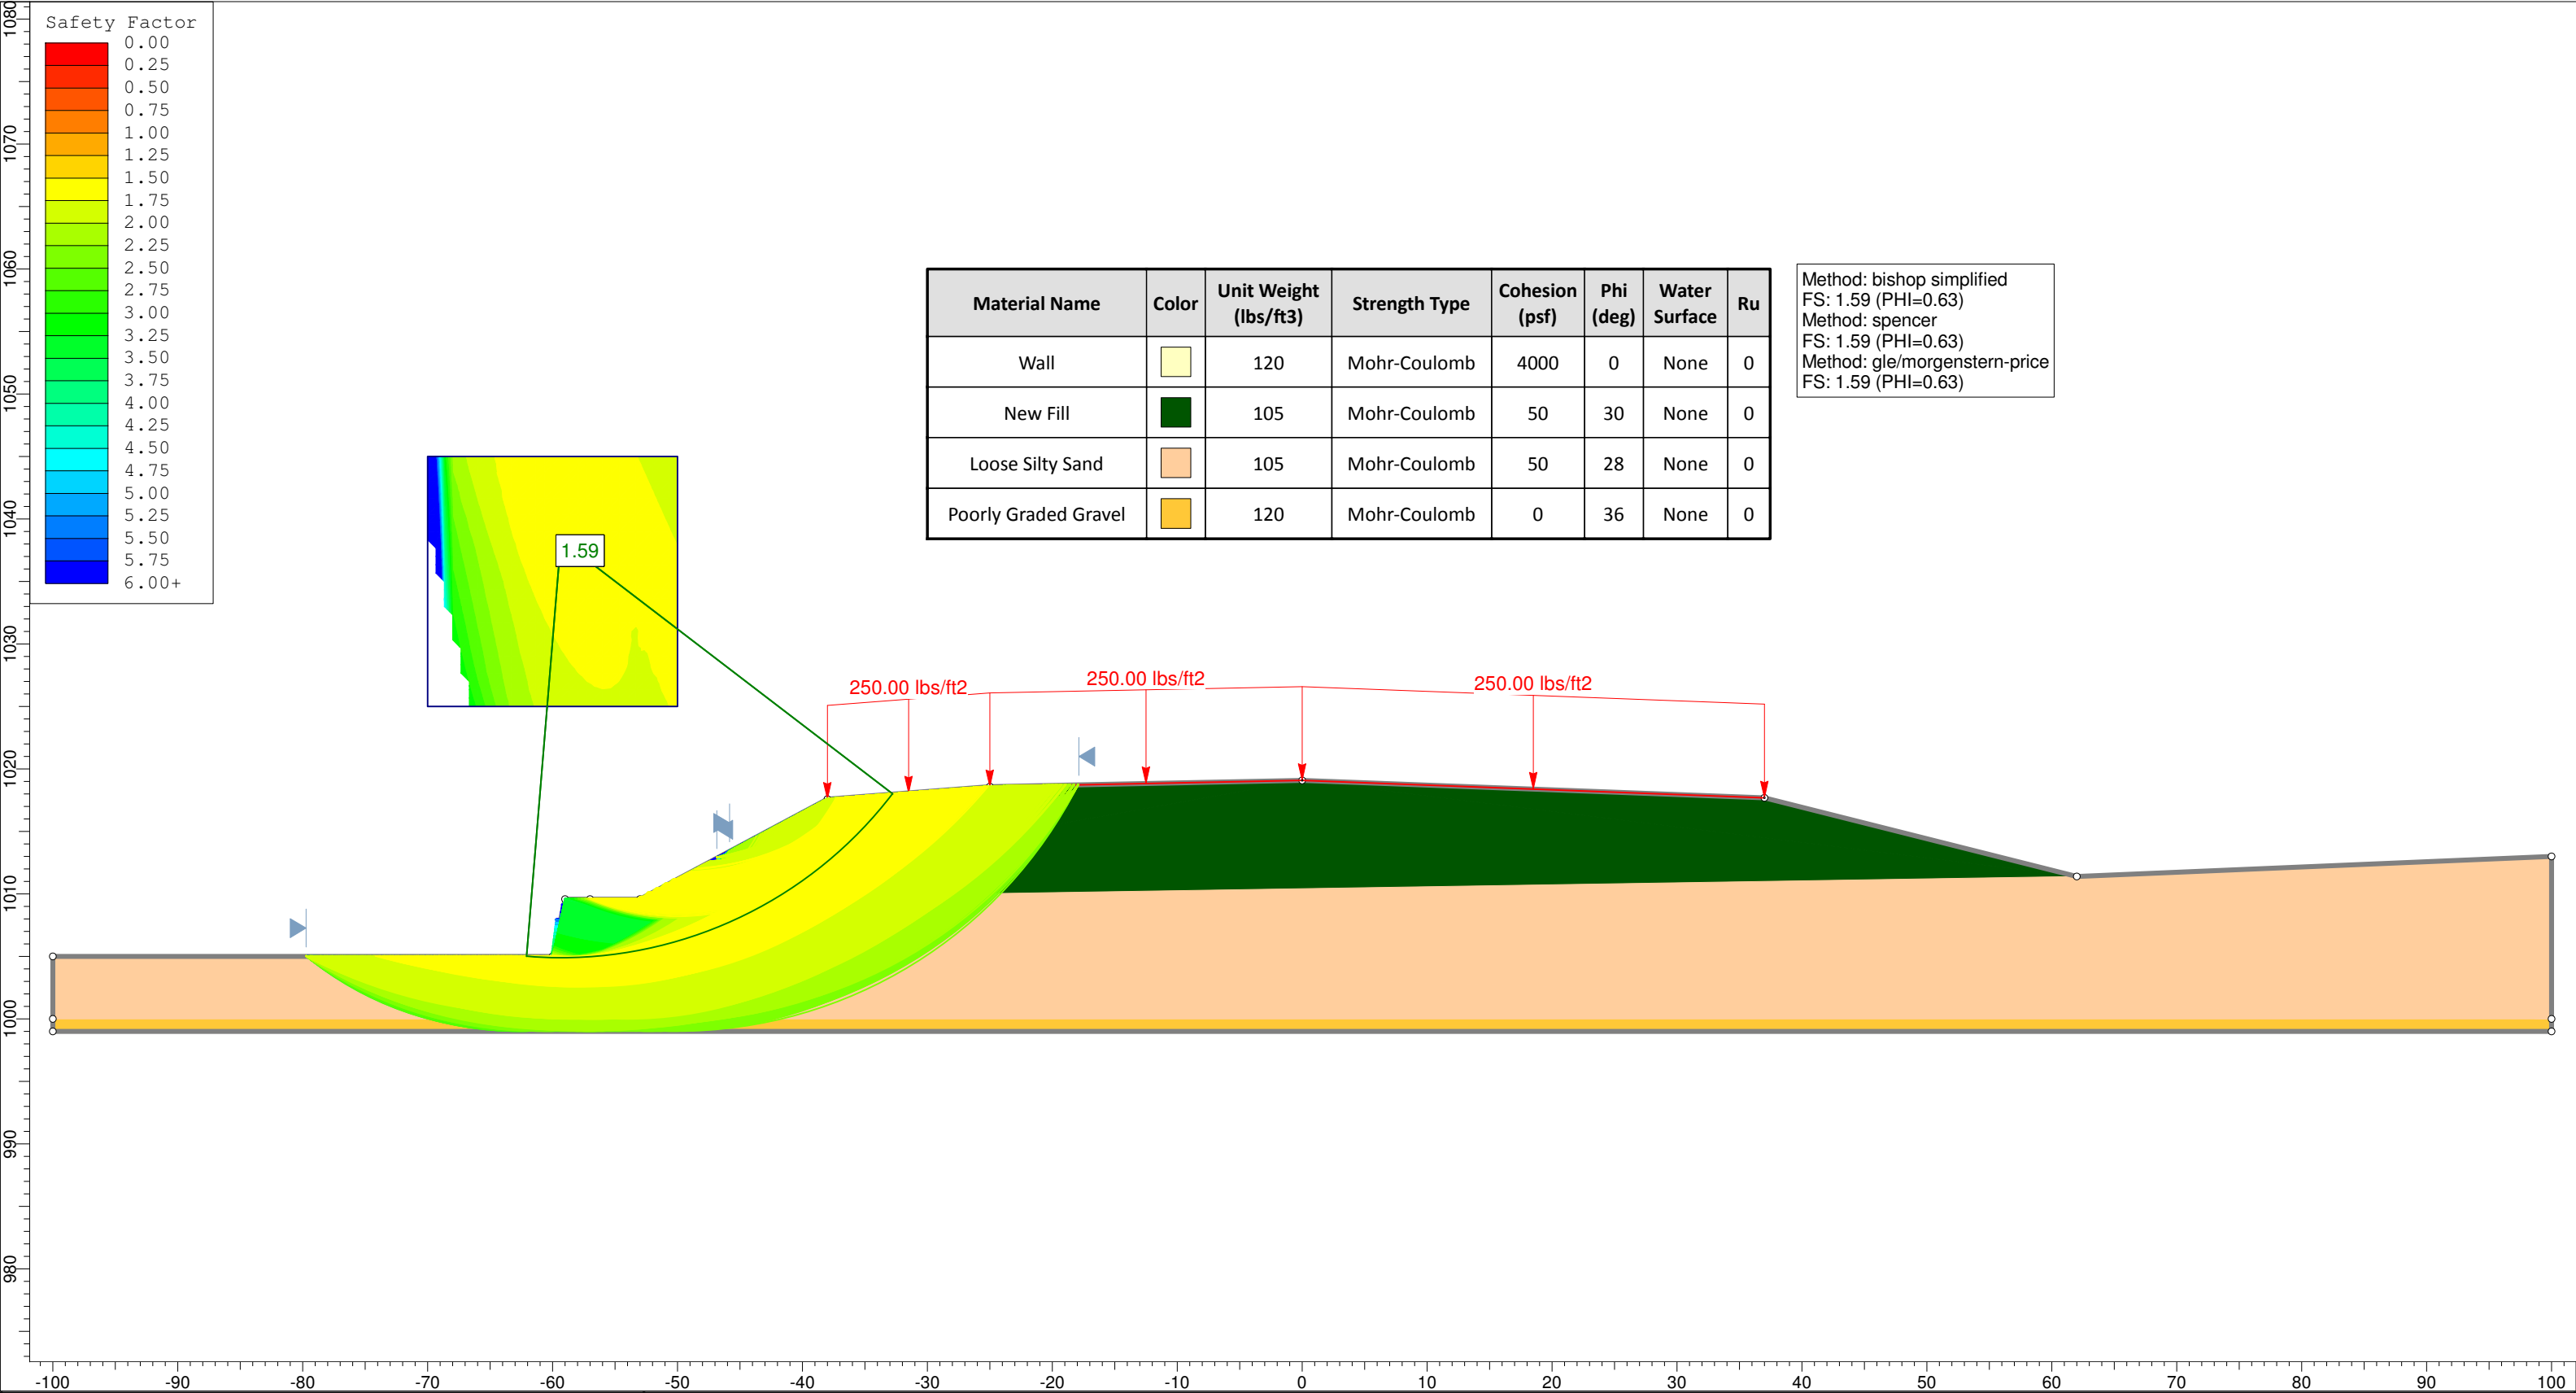 Safety Factor
0.00
0.25
0.50
0.75
1.00
1.25
1.50
1.75
2.00
2.25
2.50
2.75
3.00
3.25
3.50
3.75
4.00
4.25
4.50
4.75
5.00
5.25
5.50
5.75
6.00+
Material Name Color Unit Weight (lbs/ft3) Strength Type Cohesion (psf) Phi (deg) Water Surface Ru
Wall 120 Mohr-Coulomb 4000 0 None 0
New Fill 105 Mohr-Coulomb 50 30 None 0
Loose Silty Sand 105 Mohr-Coulomb 50 28 None 0
Poorly Graded Gravel 120 Mohr-Coulomb 0 36 None 0
Method: bishop simplified
FS: 1.59 (PHI=0.63)
Method: spencer
FS: 1.59 (PHI=0.63)
Method: gle/morgenstern-price
FS: 1.59 (PHI=0.63)
1.59
250.00 lbs/ft2
250.00 lbs/ft2
250.00 lbs/ft2
1080
1070
1060
1050
1040
1030
1020
1010
1000
990
980
-100 -90 -80 -70 -60 -50 -40 -30 -20 -10 0 10 20 30 40 50 60 70 80 90 100